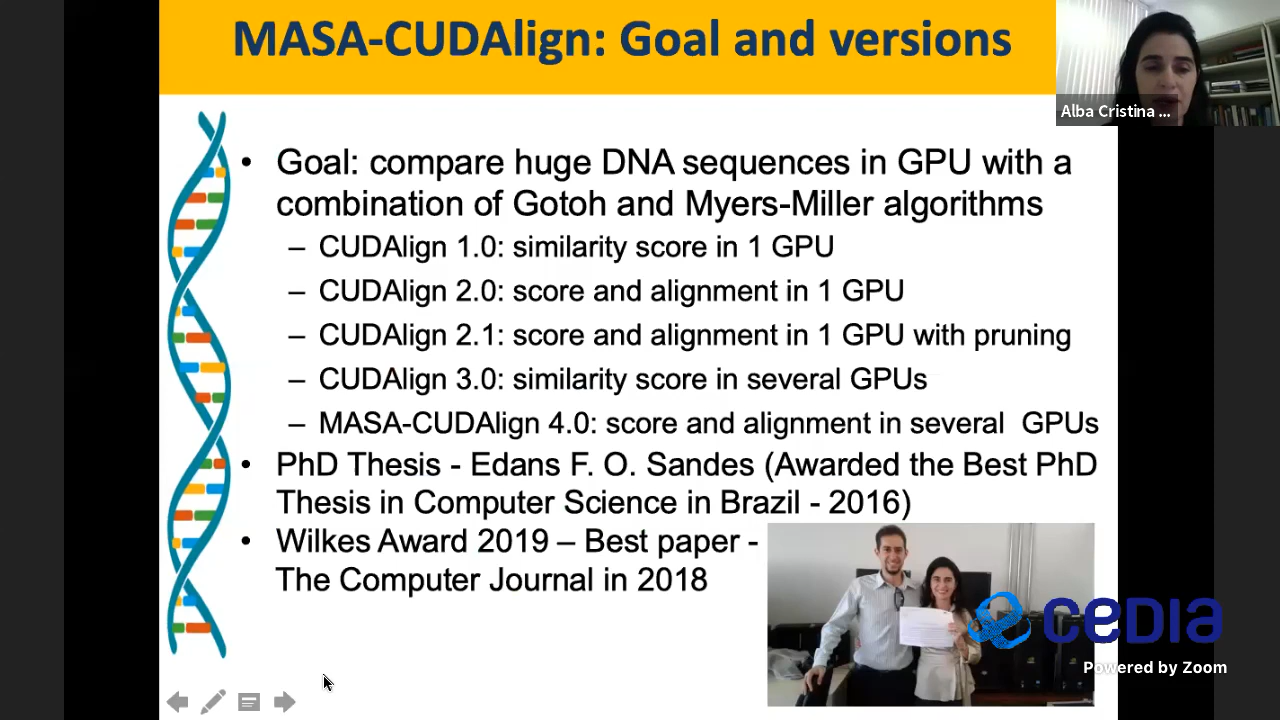 MASA-CUDAlign: Goal and versions
Alba Cristina ...
• Goal: compare huge DNA sequences in GPU with a
combination of Gotoh and Myers-Miller algorithms
– CUDAlign 1.0: similarity score in 1 GPU
– CUDAlign 2.0: score and alignment in 1 GPU
– CUDAlign 2.1: score and alignment in 1 GPU with pruning
– CUDAlign 3.0: similarity score in several GPUs
– MASA-CUDAlign 4.0: score and alignment in several GPUs
• PhD Thesis - Edans F. O. Sandes (Awarded the Best PhD
Thesis in Computer Science in Brazil - 2016)
• Wilkes Award 2019 – Best paper -
The Computer Journal in 2018
cedia
Powered by Zoom